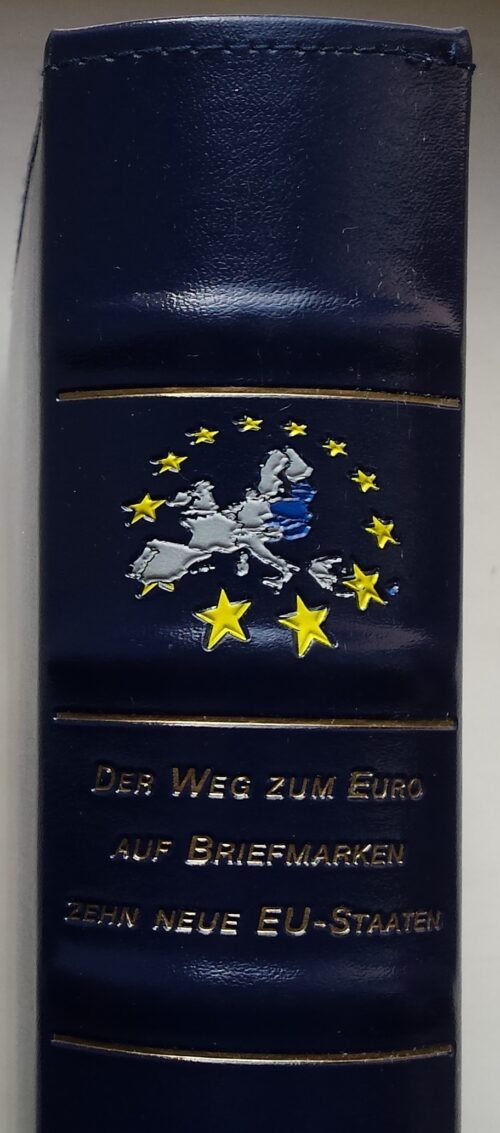 DER WEG ZUM EURO
AUF BRIEFMARKEN
ZEHN NEUE EU-STAATEN